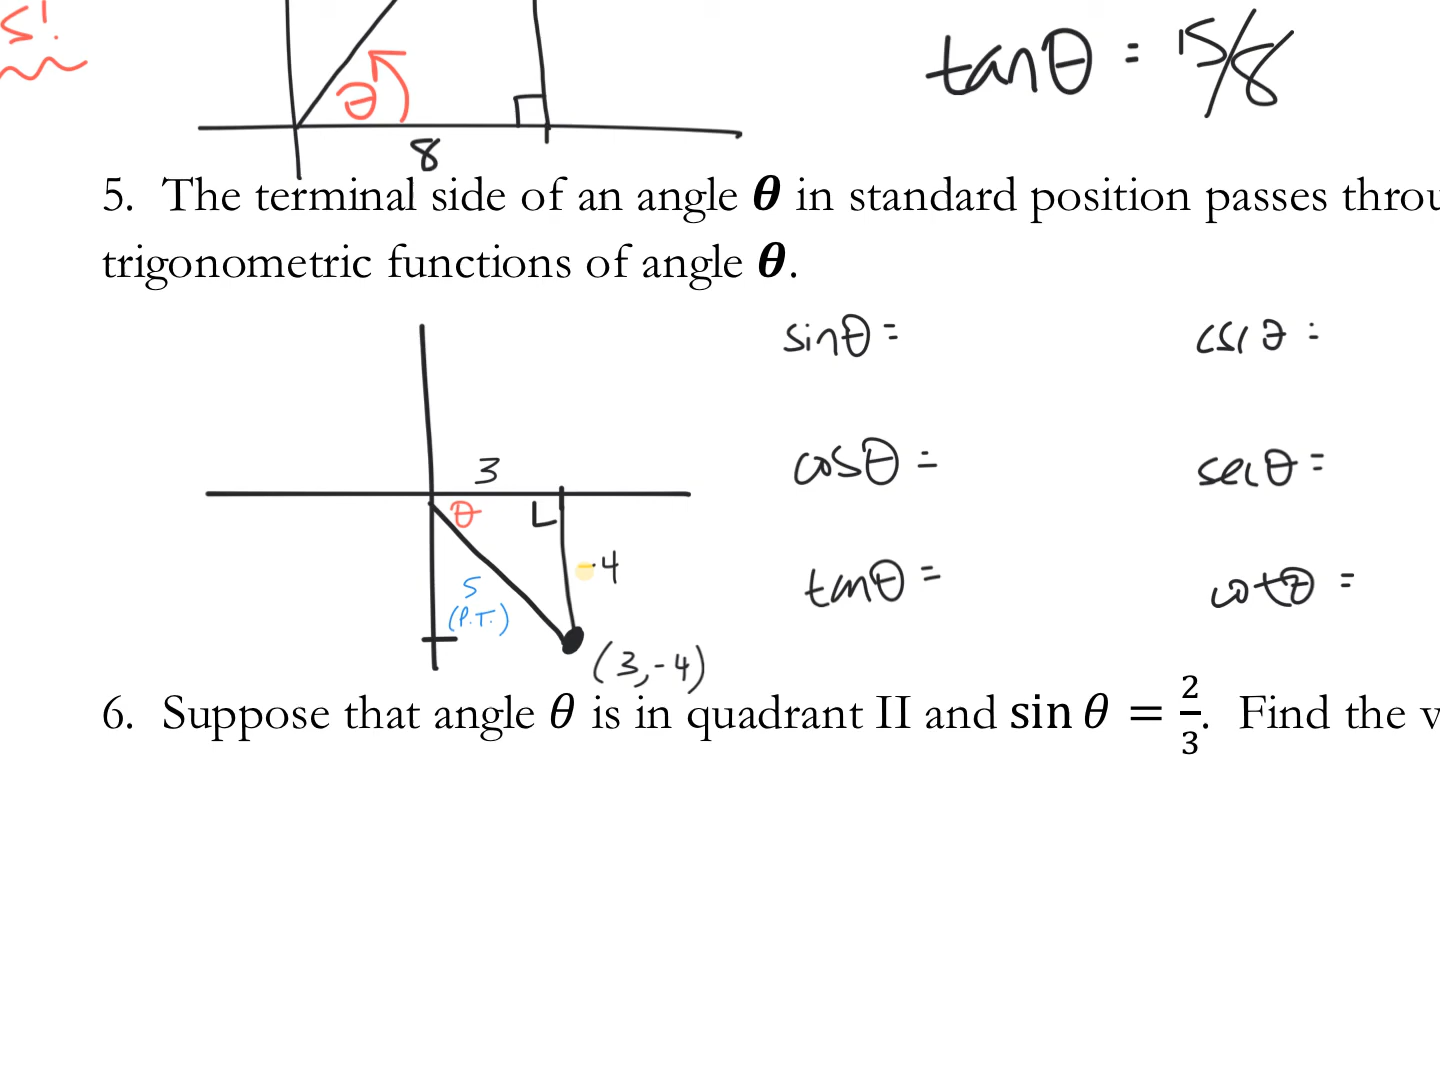 s!
tanθ = 15/8
θ
8
5. The terminal side of an angle θ in standard position passes
trigonometric functions of angle θ.
sinθ =
csc θ =
3
cosθ =
secθ =
θ
-4
tanθ =
cotθ =
5
(P.T.)
(3,-4)
6. Suppose that angle θ is in quadrant II and sin θ = 2/3. Find the